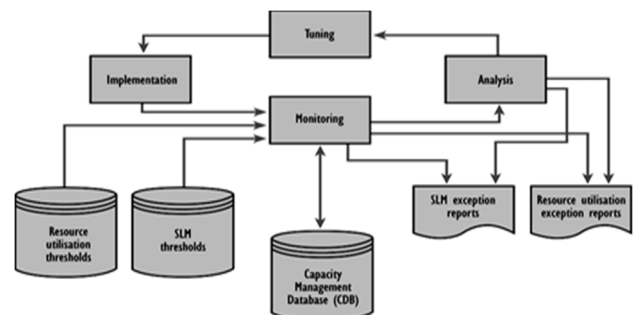 Tuning
Implementation
Analysis
Monitoring
Resource
utilisation
thresholds
SLM
thresholds
SLM exception
reports
Resource utilisation
exception reports
Capacity
Management
Database (CDB)